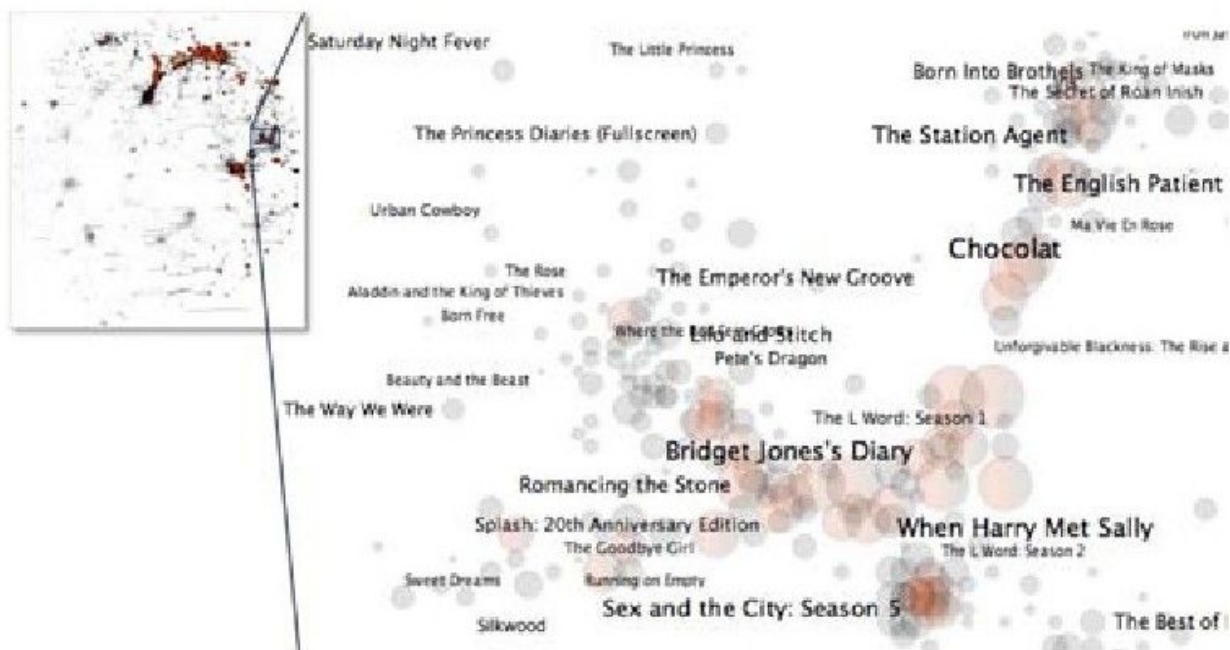 Saturday Night Fever
The Little Princess
Born Into Brothels
The King of Masks
The Secret of Roan Inish
The Princess Diaries (Fullscreen)
The Station Agent
The English Patient
Urban Cowboy
Ma Vie En Rose
Chocolat
The Rose
The Emperor's New Groove
Aladdin and the King of Thieves
Born Free
Where the Red Fern
Lilo and Stitch
Unforgivable Blackness: The Rise a
Pete's Dragon
Beauty and the Beast
The Way We Were
The L Word: Season 1
Bridget Jones's Diary
Romancing the Stone
Splash: 20th Anniversary Edition
When Harry Met Sally
The Goodbye Girl
The L Word: Season 2
Sweet Dreams
Running on Empty
Sex and the City: Season 5
Silkwood
The Best of